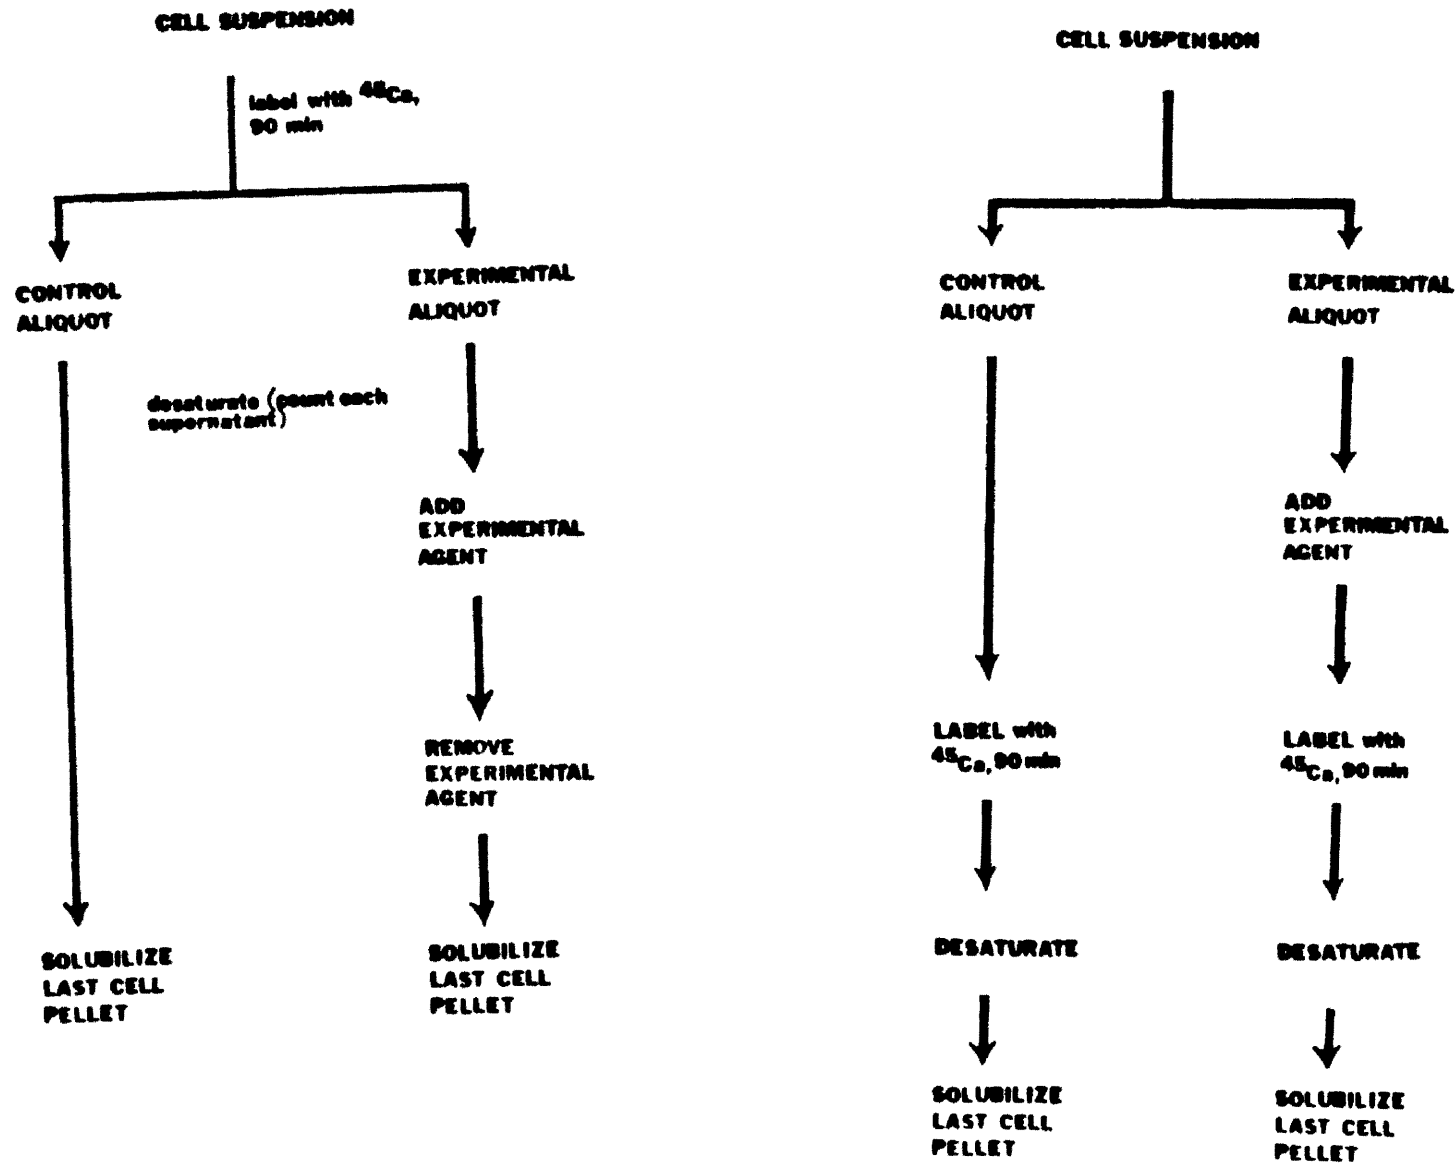 CELL SUSPENSION
label with ⁴⁵Ca,
90 min
CONTROL
ALIQUOT
EXPERIMENTAL
ALIQUOT
desaturate (count each
supernatant)
ADD
EXPERIMENTAL
AGENT
REMOVE
EXPERIMENTAL
AGENT
SOLUBILIZE
LAST CELL
PELLET
SOLUBILIZE
LAST CELL
PELLET
CELL SUSPENSION
CONTROL
ALIQUOT
EXPERIMENTAL
ALIQUOT
ADD
EXPERIMENTAL
AGENT
LABEL with
⁴⁵Ca, 90 min
LABEL with
⁴⁵Ca, 90 min
DESATURATE
DESATURATE
SOLUBILIZE
LAST CELL
PELLET
SOLUBILIZE
LAST CELL
PELLET